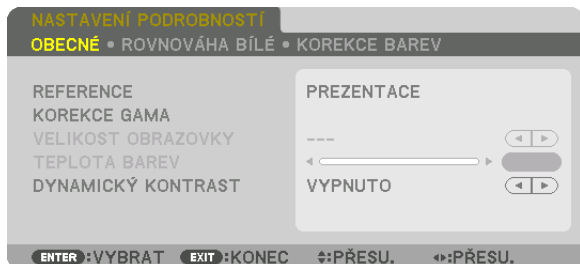 NASTAVENÍ PODROBNOSTÍ
OBECNÉ • ROVNOVÁHA BÍLÉ • KOREKCE BAREV
REFERENCE PREZENTACE
KOREKCE GAMA
VELIKOST OBRAZOVKY ---
TEPLOTA BAREV
DYNAMICKÝ KONTRAST VYPNUTO
ENTER :VYBRAT EXIT :KONEC :PŘESU. :PŘESU.